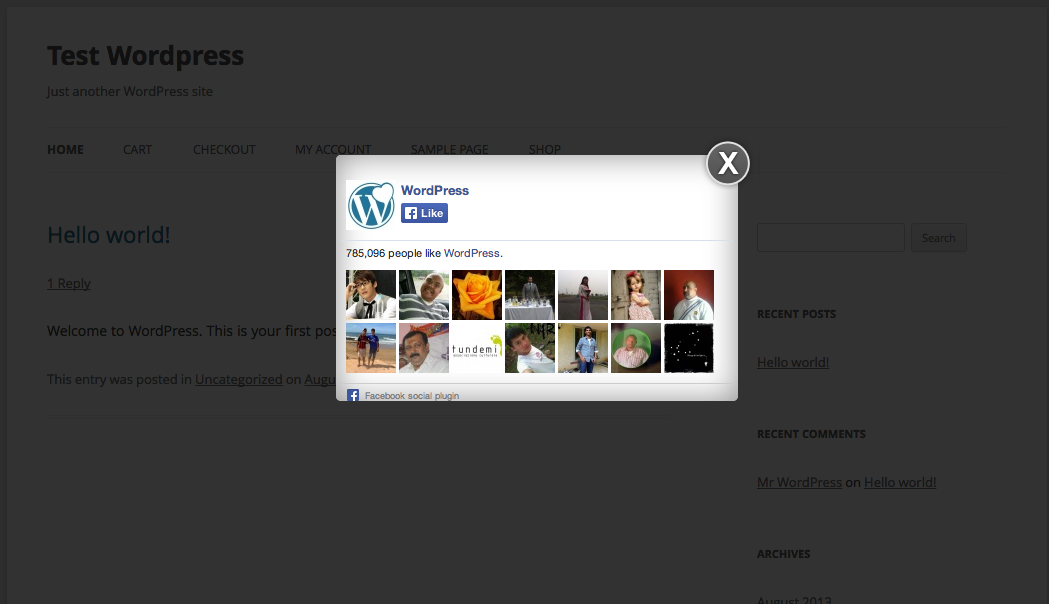 Test Wordpress
Just another WordPress site
HOME CART CHECKOUT MY ACCOUNT SAMPLE PAGE SHOP
X
WordPress
Like
785,096 people like WordPress.
tundemi
Facebook social plugin
Hello world!
1 Reply
Welcome to WordPress. This is your first pos
This entry was posted in Uncategorized on Augu
Search
RECENT POSTS
Hello world!
RECENT COMMENTS
Mr WordPress on Hello world!
ARCHIVES
August 2013